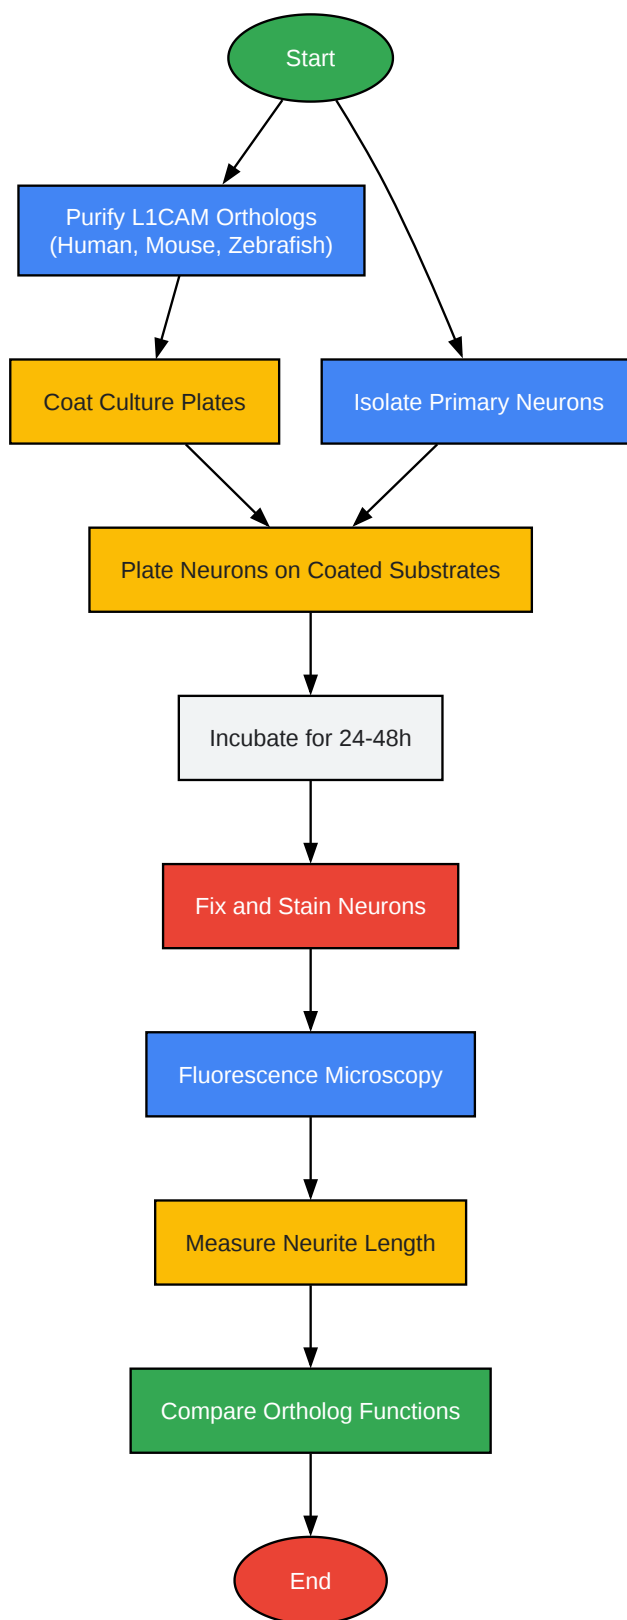 Start
Purify L1CAM Orthologs
(Human, Mouse, Zebrafish)
Coat Culture Plates
Isolate Primary Neurons
Plate Neurons on Coated Substrates
Incubate for 24-48h
Fix and Stain Neurons
Fluorescence Microscopy
Measure Neurite Length
Compare Ortholog Functions
End